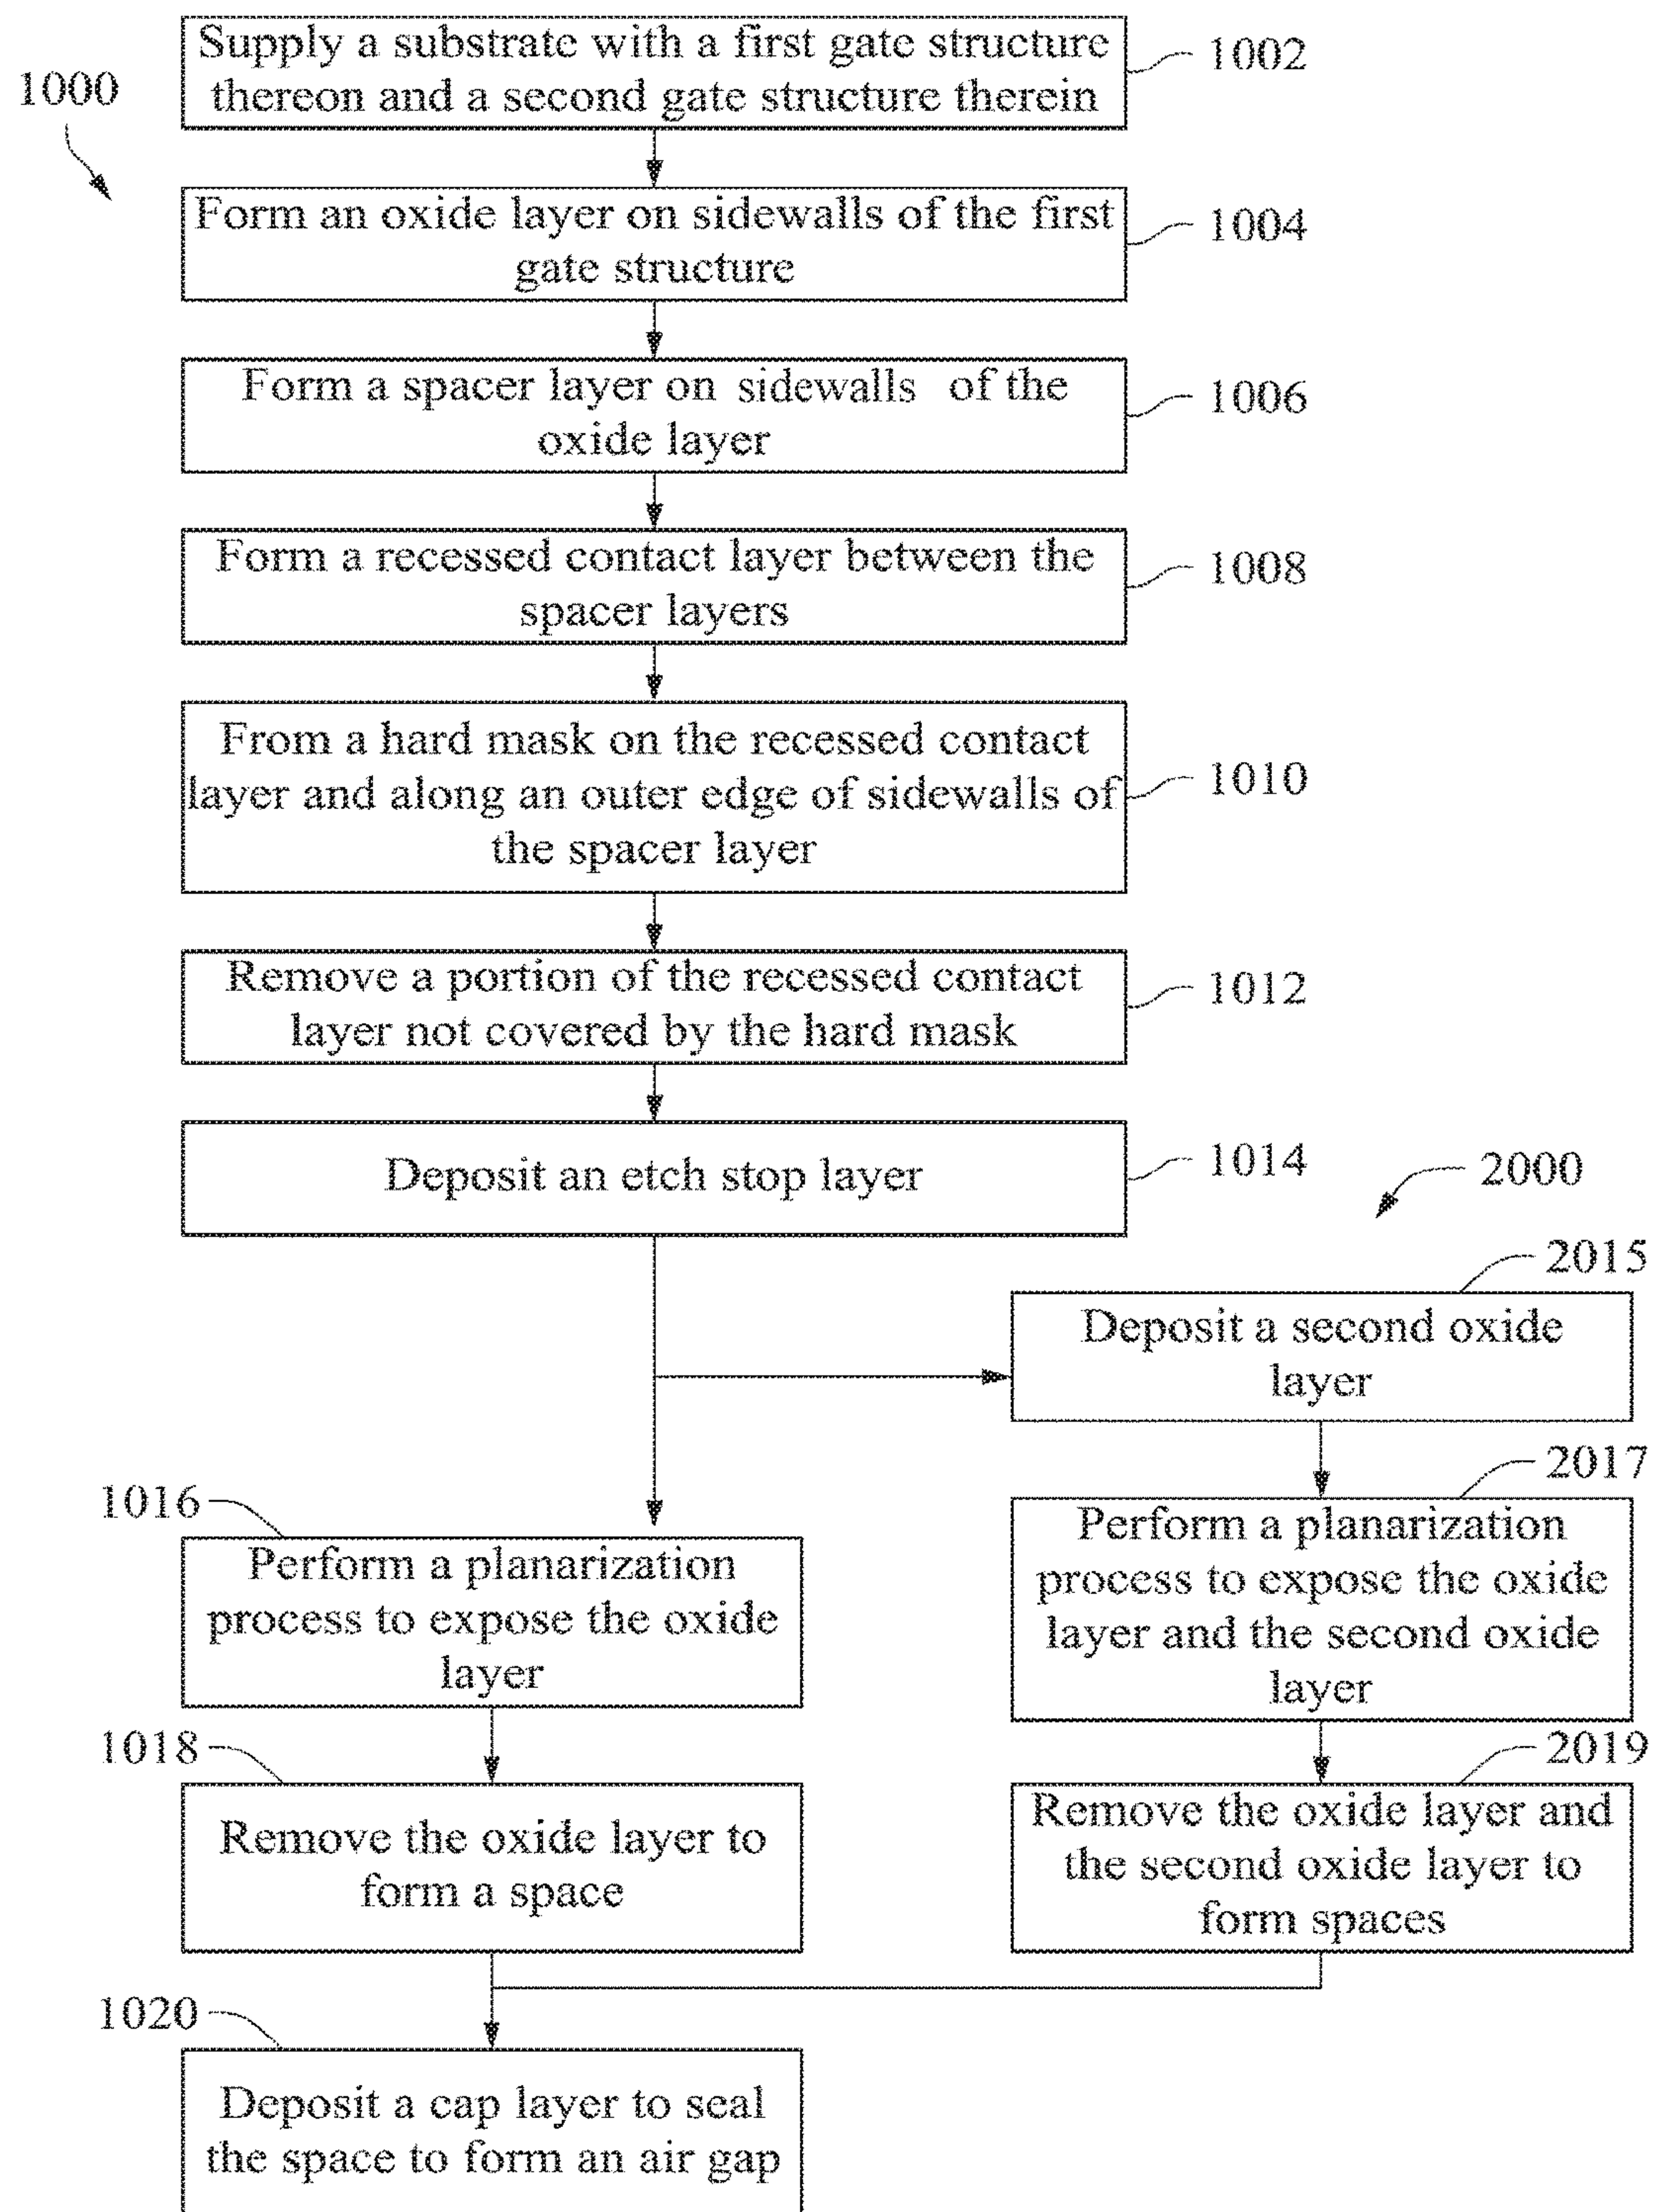 1000
Supply a substrate with a first gate structure
thereon and a second gate structure therein
1002
Form an oxide layer on sidewalls of the first
gate structure
1004
Form a spacer layer on sidewalls of the
oxide layer
1006
Form a recessed contact layer between the
spacer layers
1008
From a hard mask on the recessed contact
layer and along an outer edge of sidewalls of
the spacer layer
1010
Remove a portion of the recessed contact
layer not covered by the hard mask
1012
Deposit an etch stop layer
1014
2000
2015
Deposit a second oxide
layer
1016
Perform a planarization
process to expose the oxide
layer
2017
Perform a planarization
process to expose the oxide
layer and the second oxide
layer
1018
Remove the oxide layer to
form a space
2019
Remove the oxide layer and
the second oxide layer to
form spaces
1020
Deposit a cap layer to seal
the space to form an air gap